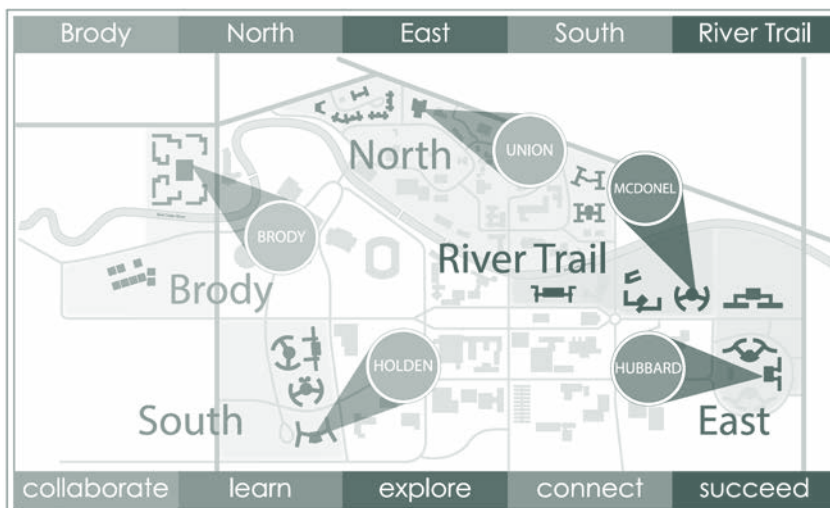 Brody North East South River Trail
North
UNION
MCDONEL
BRODY
River Trail
Brody
HOLDEN
HUBBARD
South
East
collaborate learn explore connect succeed